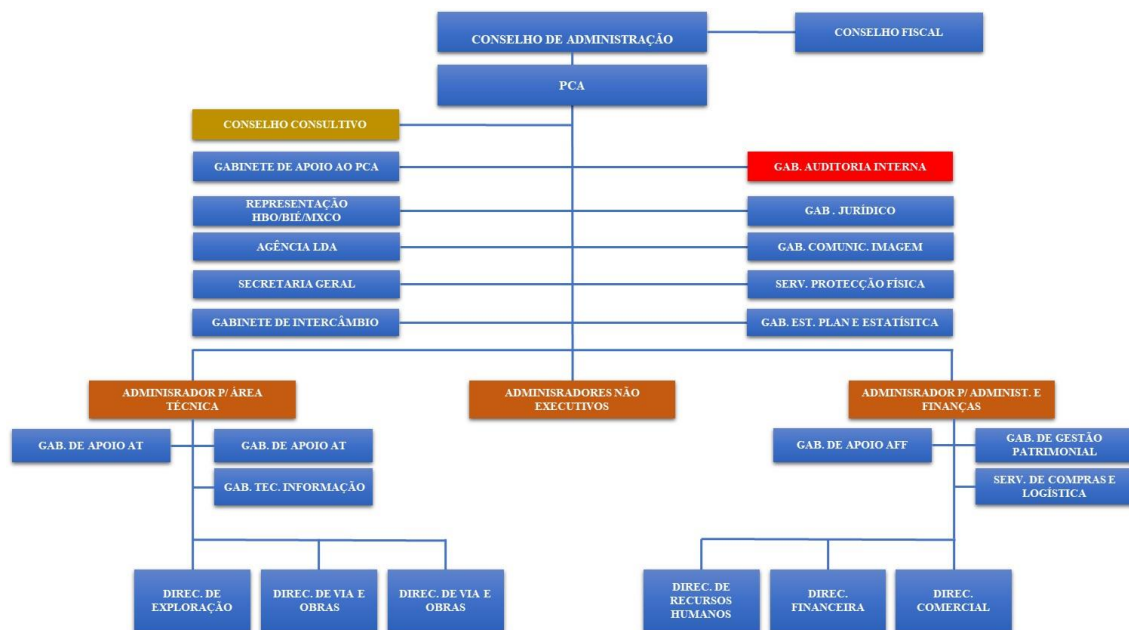 CONSELHO DE ADMINISTRAÇÃO
CONSELHO FISCAL
PCA
CONSELHO CONSULTIVO
GABINETE DE APOIO AO PCA
GAB. AUDITORIA INTERNA
REPRESENTAÇÃO
HBO/BIÉ/MXCO
GAB . JURÍDICO
AGÊNCIA LDA
GAB. COMUNIC. IMAGEM
SECRETARIA GERAL
SERV. PROTECÇÃO FÍSICA
GABINETE DE INTERCÂMBIO
GAB. EST. PLAN E ESTATÍSITCA
ADMINISRADOR P/ ÁREA
TÉCNICA
ADMINISRADORES NÃO
EXECUTIVOS
ADMINISRADOR P/ ADMINIST. E
FINANÇAS
GAB. DE APOIO AT
GAB. DE APOIO AT
GAB. DE APOIO AFF
GAB. DE GESTÃO
PATRIMONIAL
GAB. TEC. INFORMAÇÃO
SERV. DE COMPRAS E
LOGÍSTICA
DIREC. DE
EXPLORAÇÃO
DIREC. DE VIA E
OBRAS
DIREC. DE VIA E
OBRAS
DIREC. DE
RECURSOS
HUMANOS
DIREC.
FINANCEIRA
DIREC.
COMERCIAL